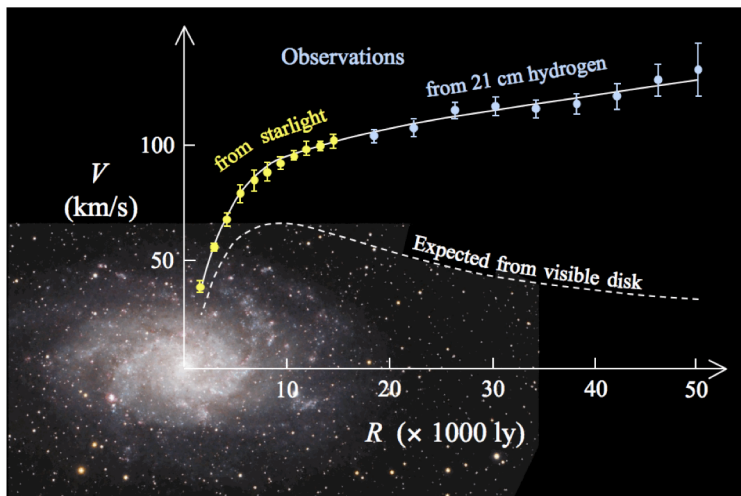 Observations
from 21 cm hydrogen
from starlight
100
V
(km/s)
50
Expected from visible disk
10
20
30
40
50
R (× 1000 ly)